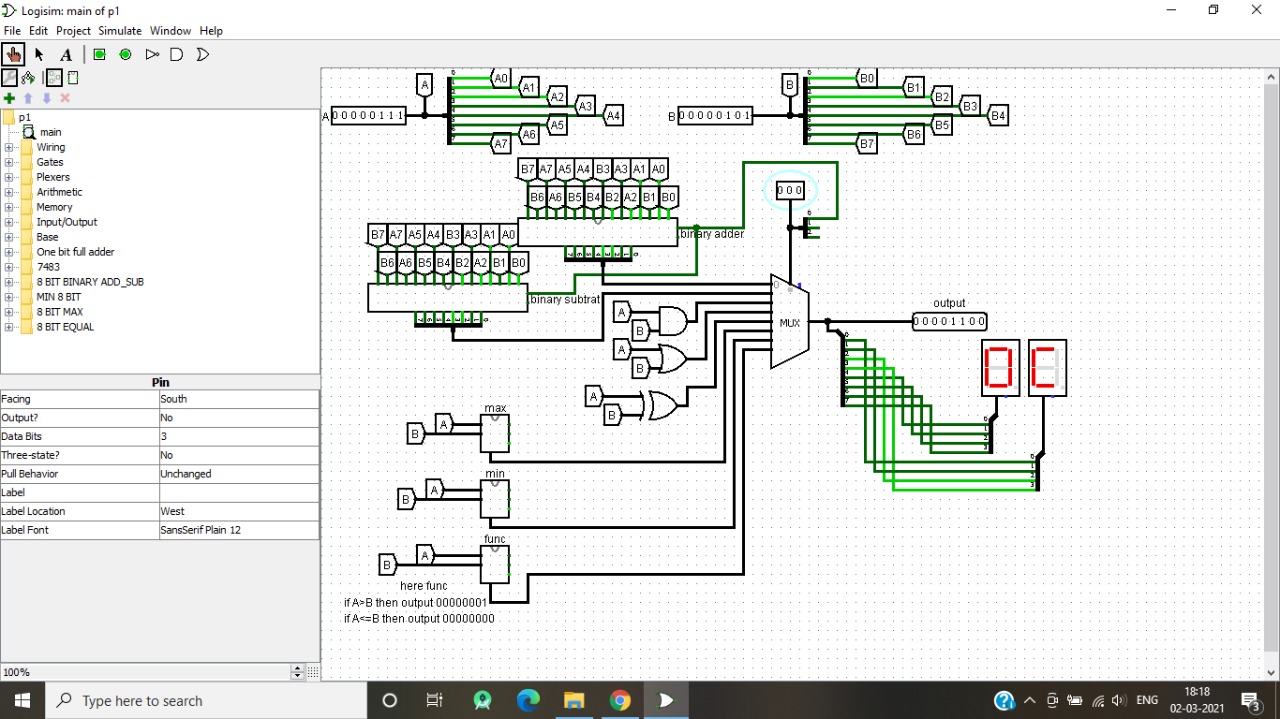 Logisim: main of p1
File Edit Project Simulate Window Help
A
p1
main
Wiring
Gates
Plexers
Arithmetic
Memory
Input/Output
Base
One bit full adder
7483
8 BIT BINARY ADD_SUB
MIN 8 BIT
8 BIT MAX
8 BIT EQUAL
Pin
Facing South
Output? No
Data Bits 3
Three-state? No
Pull Behavior Unchanged
Label
Label Location West
Label Font SansSerif Plain 12
100%
A
A 0 0 0 0 0 1 1 1
A0
A1
A2
A3
A4
A5
A6
A7
B
B 0 0 0 0 0 1 0 1
B0
B1
B2
B3
B4
B5
B6
B7
B7 A7 A5 A4 B3 A3 A1 A0
B6 A6 B5 B4 B2 A2 B1 B0
binary adder
B7 A7 A5 A4 B3 A3 A1 A0
B6 A6 B5 B4 B2 A2 B1 B0
binary subtrat
0 0 0
A
B
A
B
A
B
0
MUX
output
0 0 0 0 1 1 0 0
0 C
max
A
B
min
A
B
func
A
B
here func
if A>B then output 00000001
if A<=B then output 00000000
Type here to search
ENG
18:18
02-03-2021
3